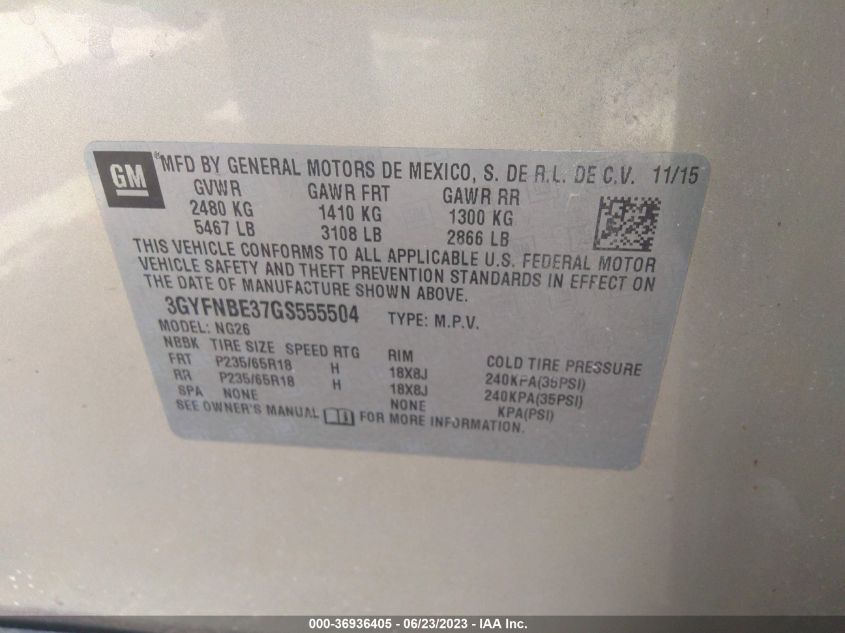 GM
MFD BY GENERAL MOTORS DE MEXICO, S. DE R.L. DE C.V. 11/15
GVWR GAWR FRT GAWR RR
2480 KG 1410 KG 1300 KG
5467 LB 3108 LB 2866 LB
THIS VEHICLE CONFORMS TO ALL APPLICABLE U.S. FEDERAL MOTOR
VEHICLE SAFETY AND THEFT PREVENTION STANDARDS IN EFFECT ON
THE DATE OF MANUFACTURE SHOWN ABOVE.
3GYFNBE37GS555504 TYPE: M.P.V.
MODEL: NG26
NBBK TIRE SIZE SPEED RTG RIM COLD TIRE PRESSURE
FRT P235/65R18 H 18X8J 240KPA(35PSI)
RR P235/65R18 H 18X8J 240KPA(35PSI)
SPA NONE NONE KPA(PSI)
SEE OWNER'S MANUAL FOR MORE INFORMATION.
000-36936405 - 06/23/2023 - IAA Inc.